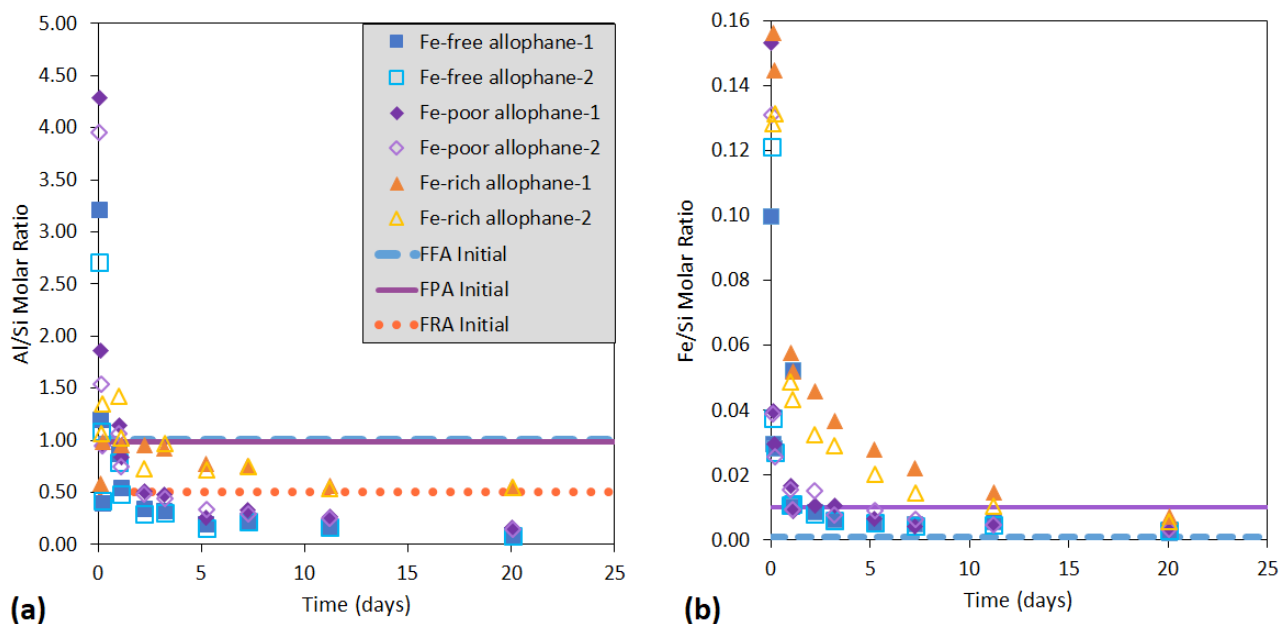 5.00
4.50
4.00
3.50
3.00
2.50
2.00
1.50
1.00
0.50
0.00
Al/Si Molar Ratio
0
5
10
15
20
25
Time (days)
(a)
Fe-free allophane-1
Fe-free allophane-2
Fe-poor allophane-1
Fe-poor allophane-2
Fe-rich allophane-1
Fe-rich allophane-2
FFA Initial
FPA Initial
FRA Initial
0.16
0.14
0.12
0.10
0.08
0.06
0.04
0.02
0.00
Fe/Si Molar Ratio
0
5
10
15
20
25
Time (days)
(b)